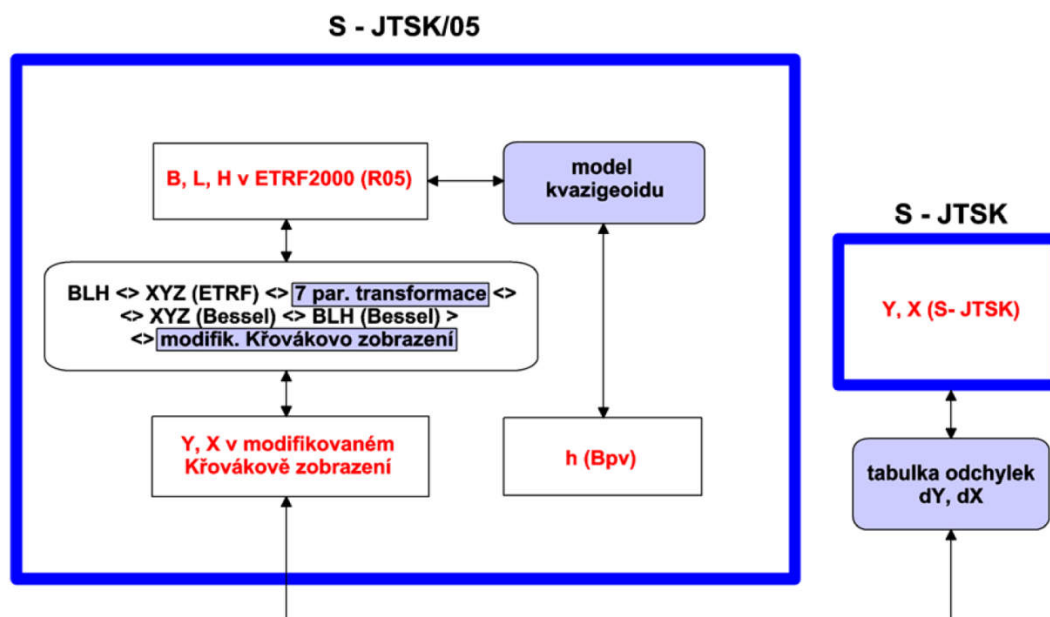 S - JTSK/05
B, L, H v ETRF2000 (R05)
model
kvazigeoidu
BLH <> XYZ (ETRF) <> 7 par. transformace <>
<> XYZ (Bessel) <> BLH (Bessel) >
<> modifik. Křovákovo zobrazení
Y, X v modifikovaném
Křovákově zobrazení
h (Bpv)
S - JTSK
Y, X (S- JTSK)
tabulka odchylek
dY, dX